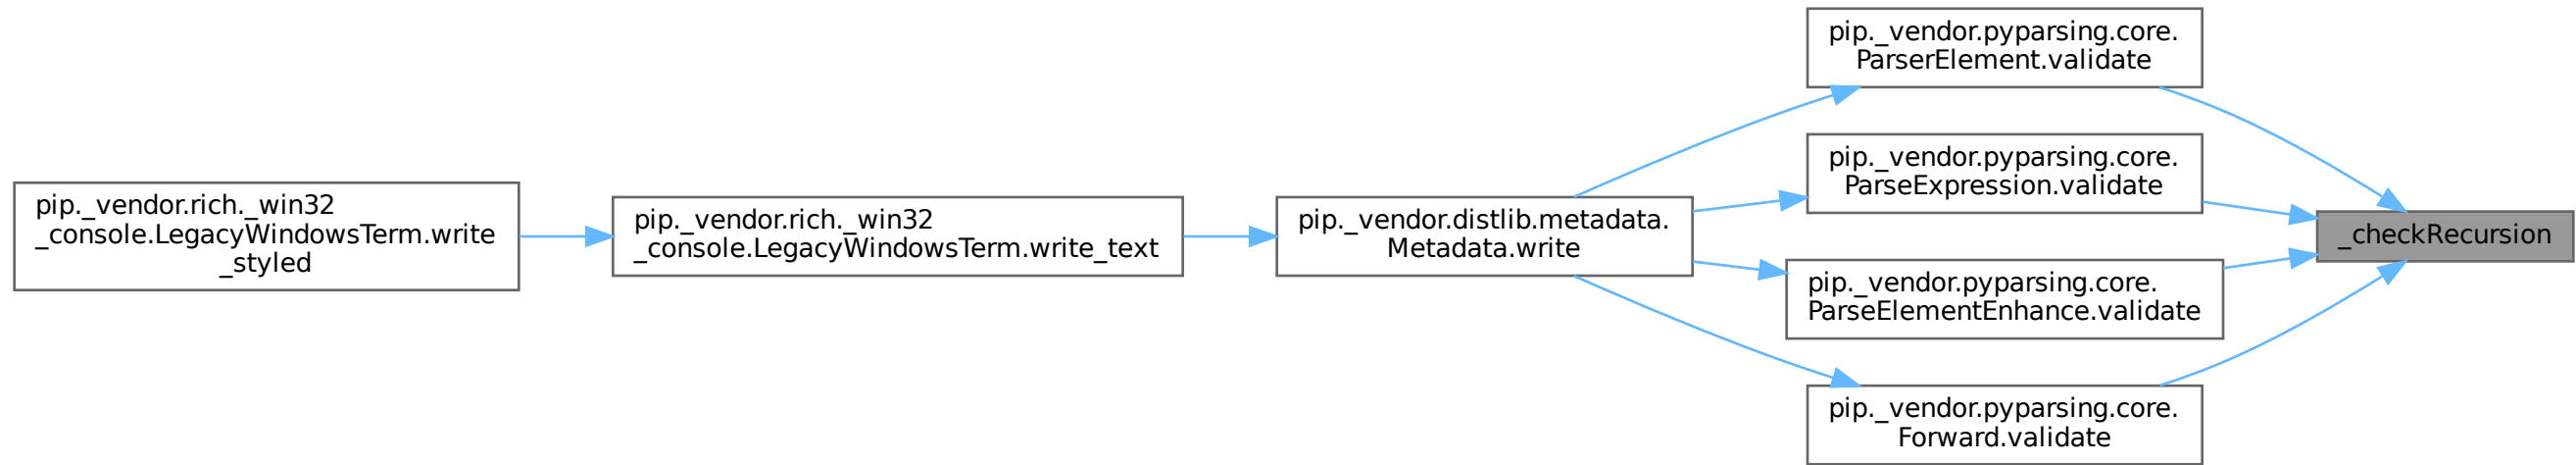 pip._vendor.rich._win32
_console.LegacyWindowsTerm.write
_styled
pip._vendor.rich._win32
_console.LegacyWindowsTerm.write_text
pip._vendor.distlib.metadata.
Metadata.write
pip._vendor.pyparsing.core.
ParserElement.validate
pip._vendor.pyparsing.core.
ParseExpression.validate
pip._vendor.pyparsing.core.
ParseElementEnhance.validate
pip._vendor.pyparsing.core.
Forward.validate
_checkRecursion